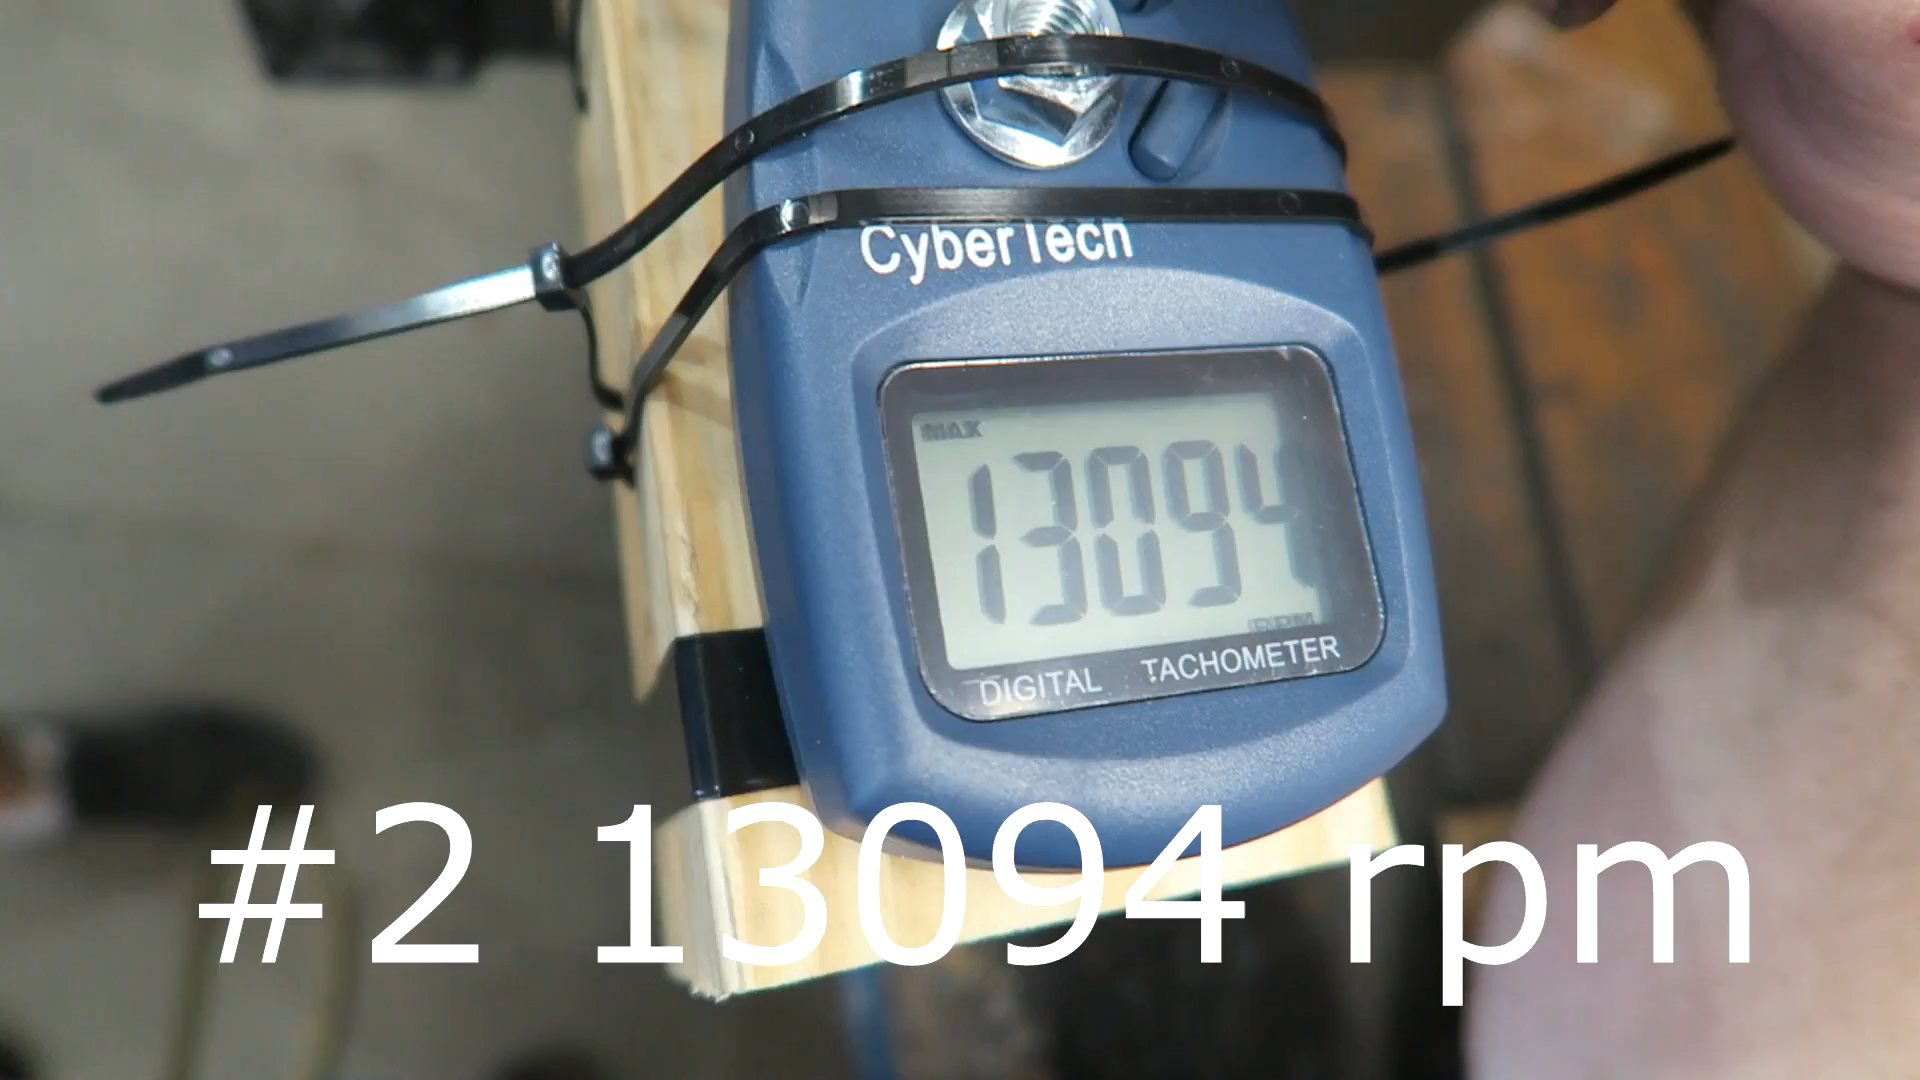 CyberTech
MAX
13094
RPM
DIGITAL TACHOMETER
#2 13094 rpm